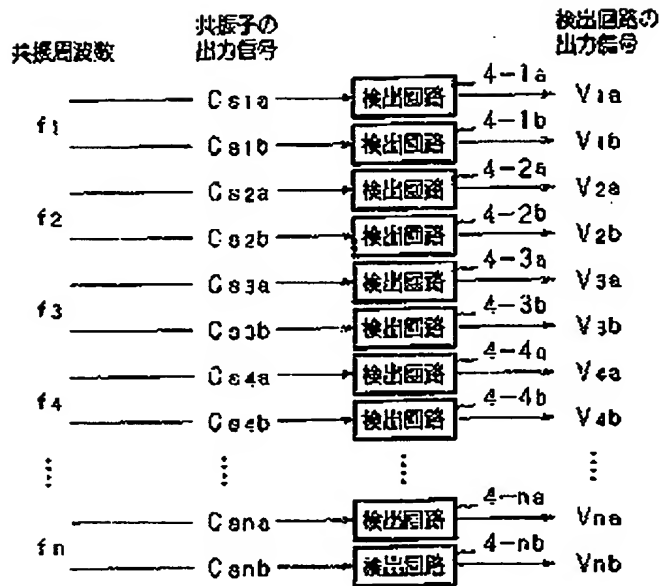 共振周波数 共振子の出力信号 検出回路の出力信号
f1
Cs1a 検出回路 4-1a V1a
Cs1b 検出回路 4-1b V1b
f2
Cs2a 検出回路 4-2a V2a
Cs2b 検出回路 4-2b V2b
f3
Cs3a 検出回路 4-3a V3a
Cs3b 検出回路 4-3b V3b
f4
Cs4a 検出回路 4-4a V4a
Cs4b 検出回路 4-4b V4b
fn
Csna 検出回路 4-na Vna
Csnb 検出回路 4-nb Vnb